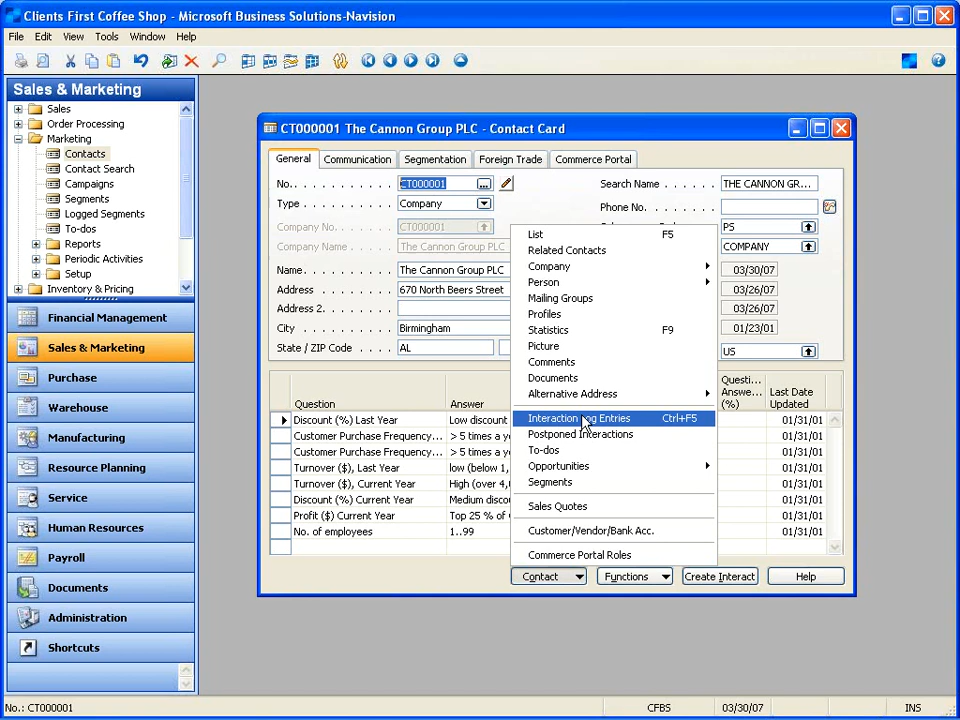 Clients First Coffee Shop - Microsoft Business Solutions-Navision
File Edit View Tools Window Help
Sales & Marketing
Sales
Order Processing
Marketing
Contacts
Contact Search
Campaigns
Segments
Logged Segments
To-dos
Reports
Periodic Activities
Setup
Inventory & Pricing
Financial Management
Sales & Marketing
Purchase
Warehouse
Manufacturing
Resource Planning
Service
Human Resources
Payroll
Documents
Administration
Shortcuts
CT000001 The Cannon Group PLC - Contact Card
General Communication Segmentation Foreign Trade Commerce Portal
No. CT000001 ...
Type Company
Company No. CT000001
Company Name The Cannon Group PLC
Name The Cannon Group PLC
Address 670 North Beers Street
Address 2
City Birmingham
State / ZIP Code AL
Search Name THE CANNON GR...
Phone No.
PS
COMPANY
03/30/07
03/26/07
03/26/07
01/23/01
US
List F5
Related Contacts
Company
Person
Mailing Groups
Profiles
Statistics F9
Picture
Comments
Documents
Alternative Address
Interaction Log Entries Ctrl+F5
Postponed Interactions
To-dos
Opportunities
Segments
Sales Quotes
Customer/Vendor/Bank Acc.
Commerce Portal Roles
Question Answer Questi... Answe... (%) Last Date Updated
Discount (%) Last Year Low discount 01/31/01
Customer Purchase Frequency... > 5 times a ye 01/31/01
Customer Purchase Frequency... > 5 times a ye 01/31/01
Turnover ($), Last Year low (below 1, 01/31/01
Turnover ($), Current Year High (over 4, 01/31/01
Discount (%) Current Year Medium disco 01/31/01
Profit ($) Current Year Top 25 % of 01/31/01
No. of employees 1..99 01/31/01
Contact Functions Create Interact Help
No.: CT000001 CFBS 03/30/07 INS